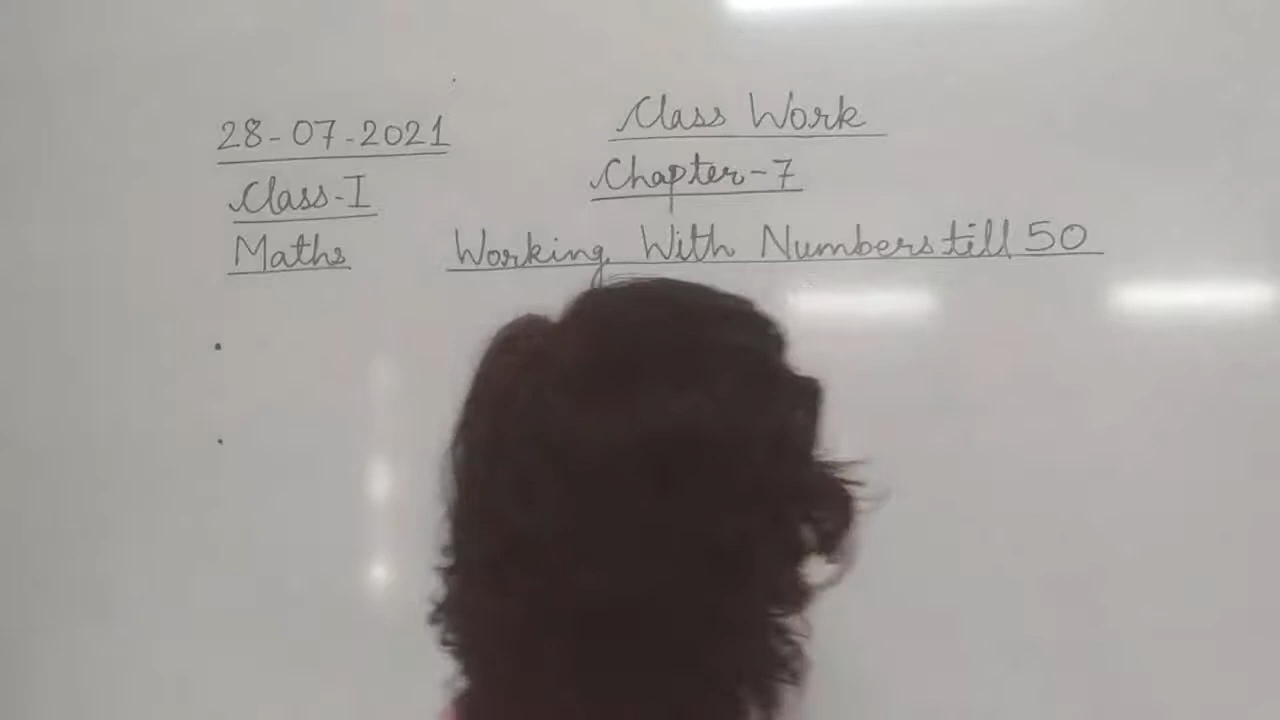 28-07-2021
Class Work
Class-I
Chapter-7
Maths
Working With Numbers till 50